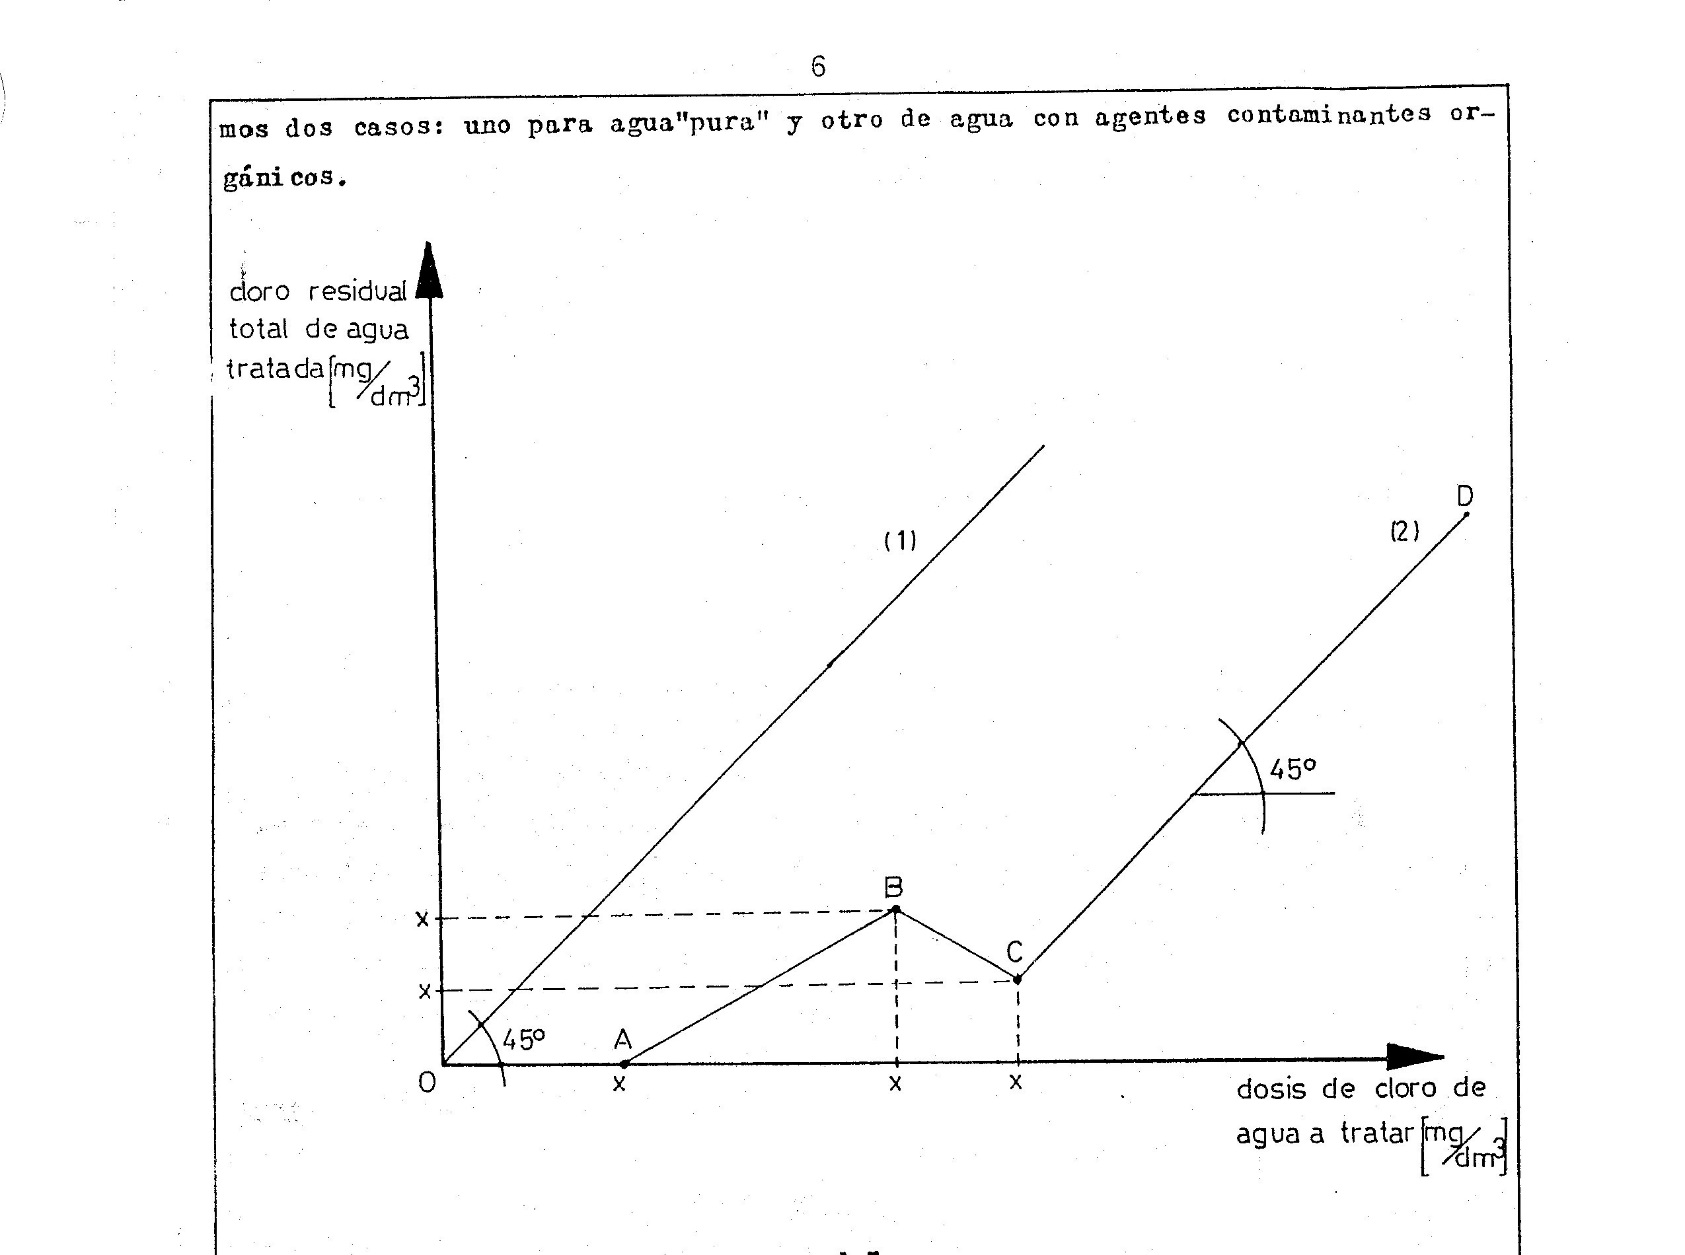 6
mos dos casos: uno para agua"pura" y otro de agua con agentes contaminantes or-
gánicos.
cloro residual
total de agua
tratada [mg/dm³]
(1)
D
(2)
45º
B
x
C
x
45º
A
O
x
x
x
dosis de cloro de
agua a tratar [mg/dm³]